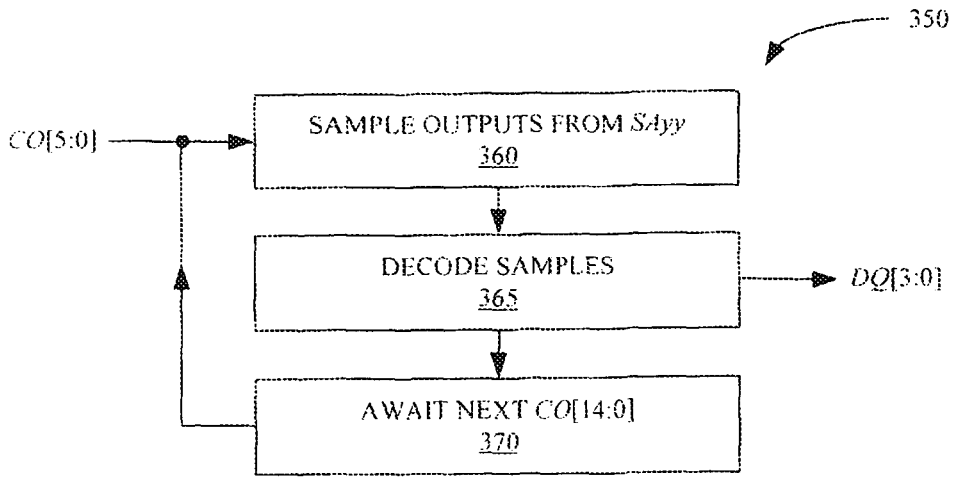 350
CO[5:0]
SAMPLE OUTPUTS FROM SAyy
360
DECODE SAMPLES
365
DQ[3:0]
AWAIT NEXT CO[14:0]
370